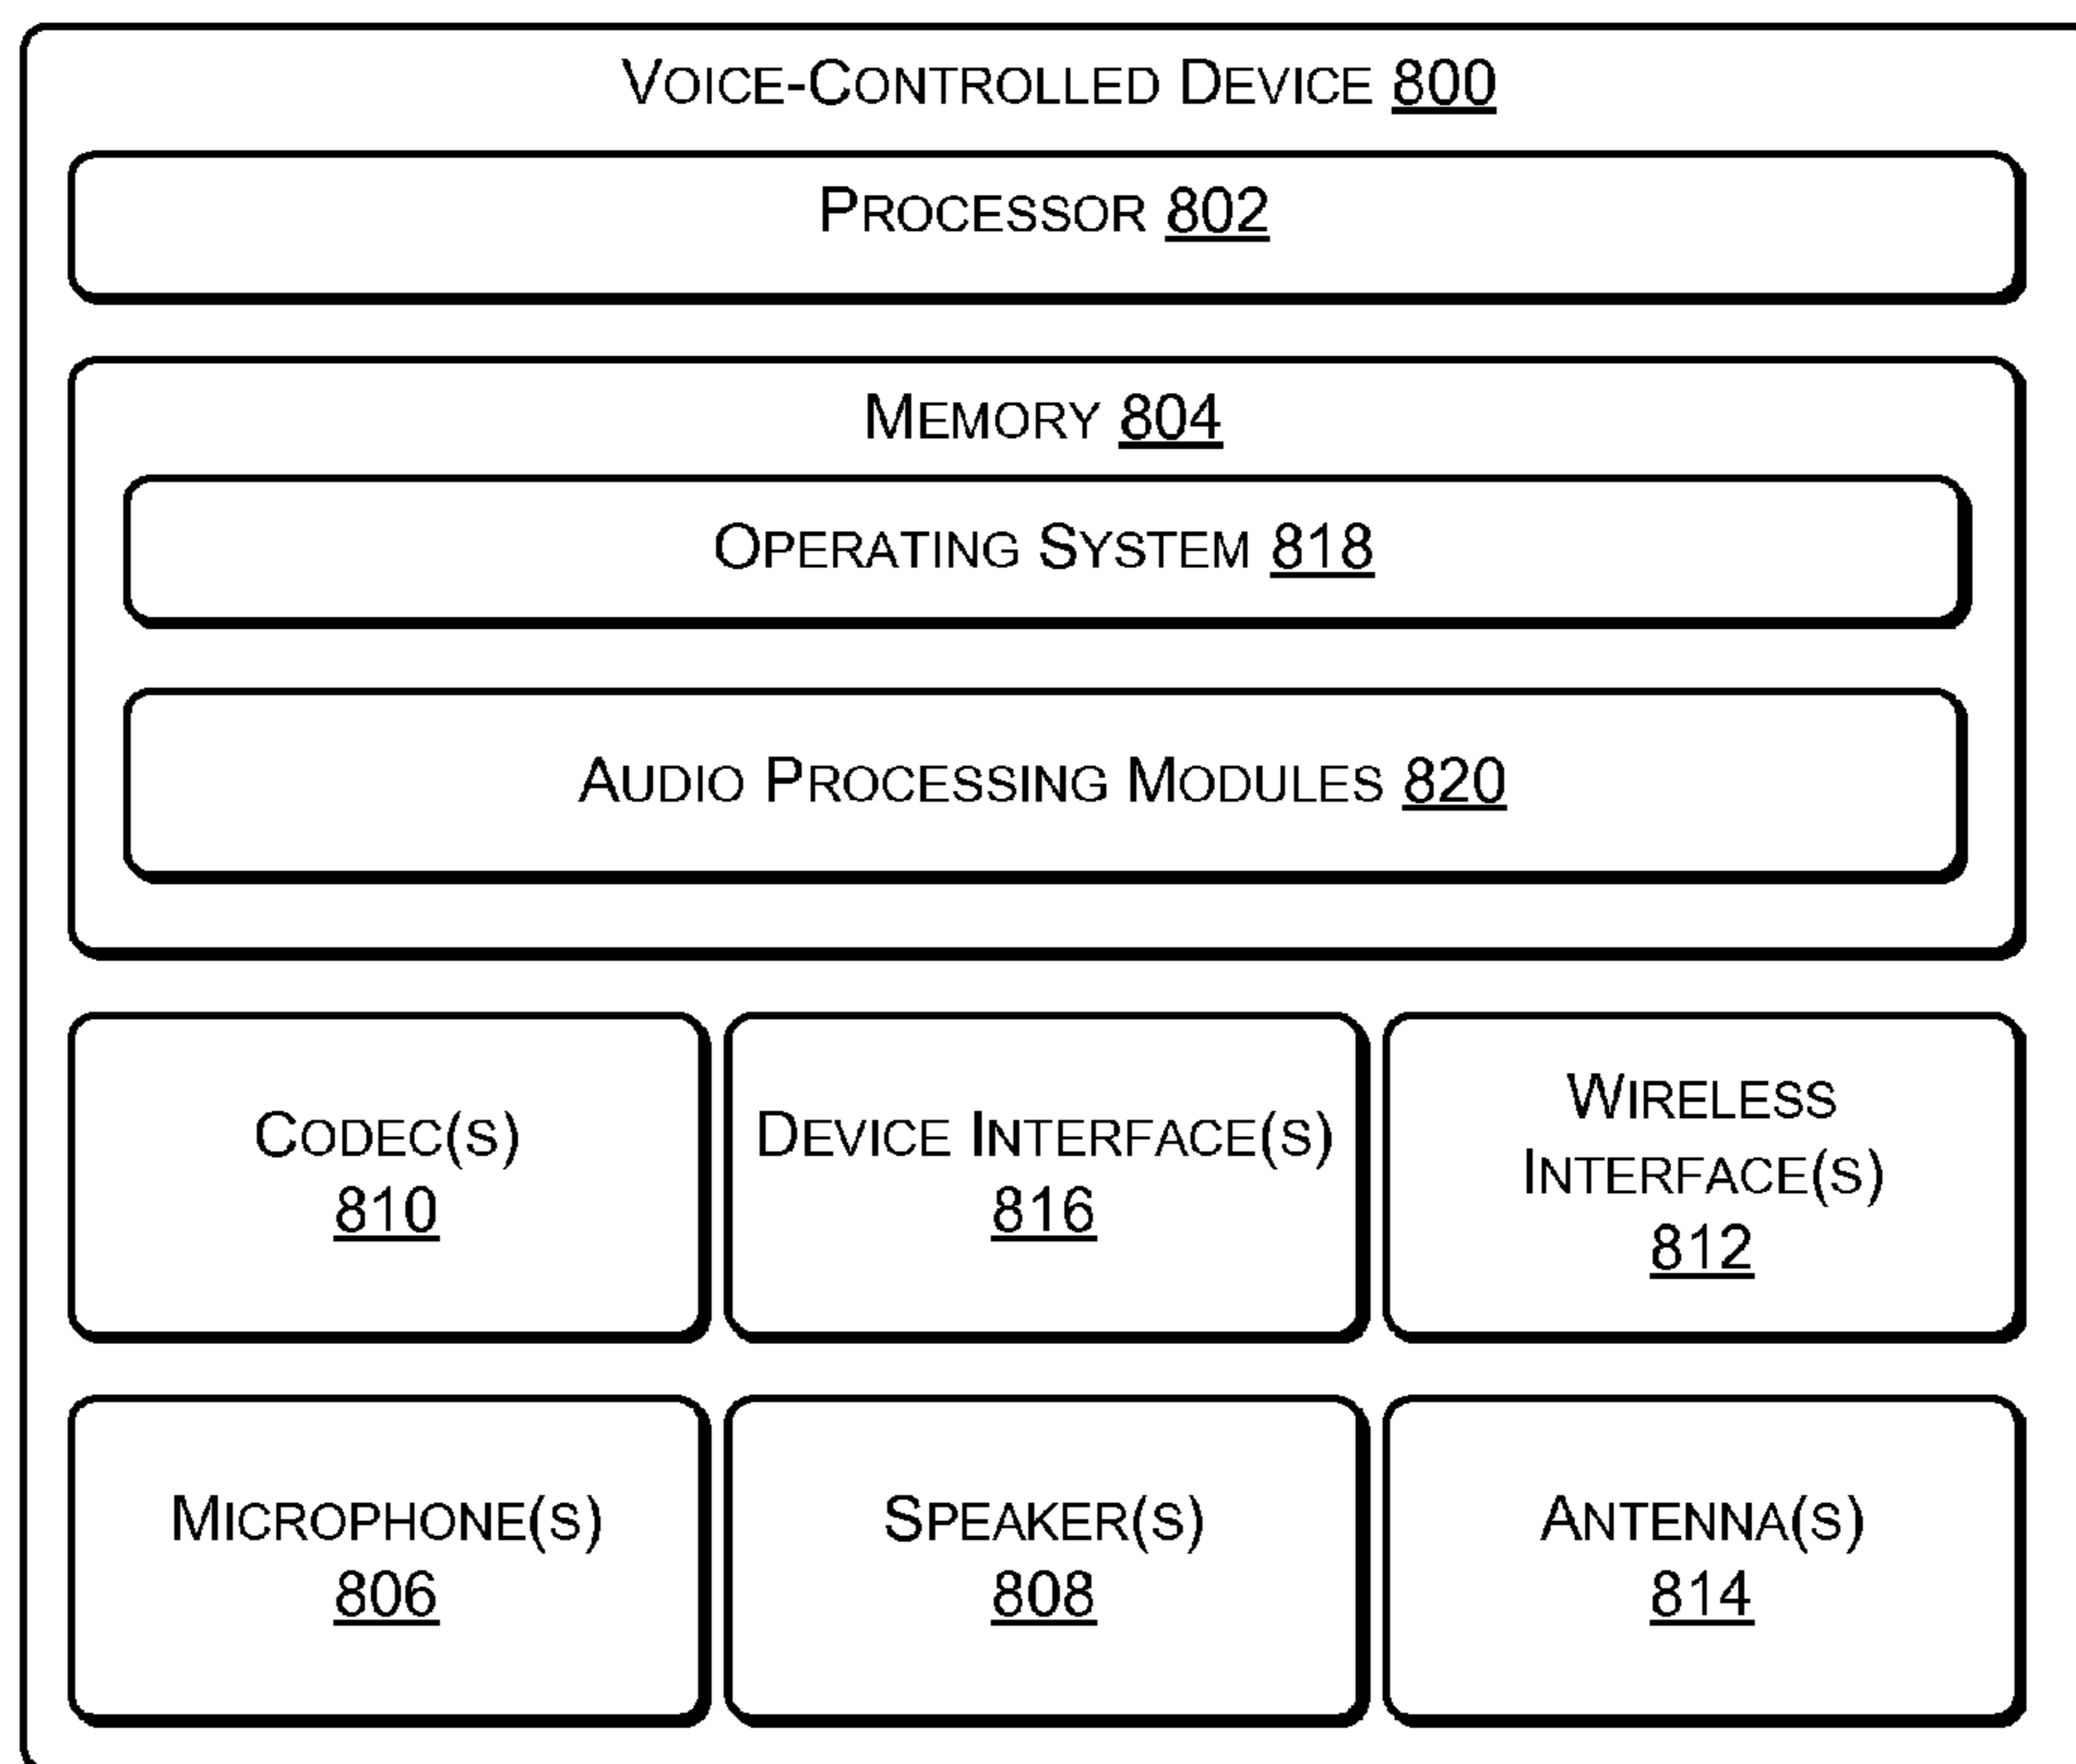 VOICE-CONTROLLED DEVICE 800
PROCESSOR 802
MEMORY 804
OPERATING SYSTEM 818
AUDIO PROCESSING MODULES 820
CODEC(S)
810
DEVICE INTERFACE(S)
816
WIRELESS
INTERFACE(S)
812
MICROPHONE(S)
806
SPEAKER(S)
808
ANTENNA(S)
814